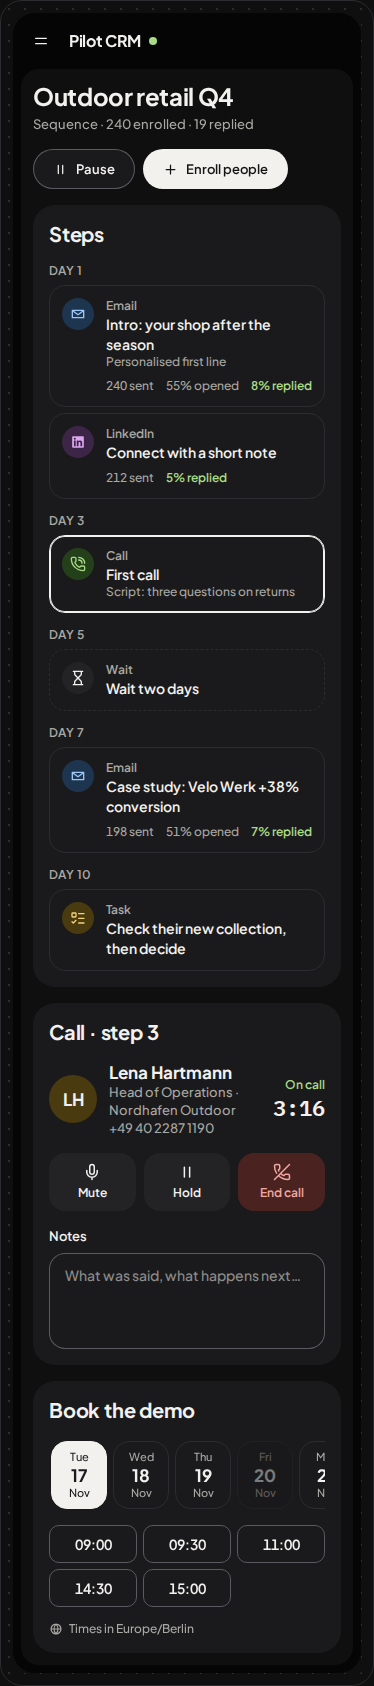 Pilot CRM
Outdoor retail Q4
Sequence · 240 enrolled · 19 replied
Pause
Enroll people
Steps
DAY 1
Email
Intro: your shop after the
season
Personalised first line
240 sent 55% opened 8% replied
LinkedIn
Connect with a short note
212 sent 5% replied
DAY 3
Call
First call
Script: three questions on returns
DAY 5
Wait
Wait two days
DAY 7
Email
Case study: Velo Werk +38%
conversion
198 sent 51% opened 7% replied
DAY 10
Task
Check their new collection,
then decide
Call · step 3
LH
Lena Hartmann
Head of Operations ·
Nordhafen Outdoor
+49 40 2287 1190
On call
3:16
Mute
Hold
End call
Notes
What was said, what happens next…
Book the demo
Tue Wed Thu Fri
17 18 19 20
Nov Nov Nov Nov
09:00 09:30 11:00
14:30 15:00
Times in Europe/Berlin